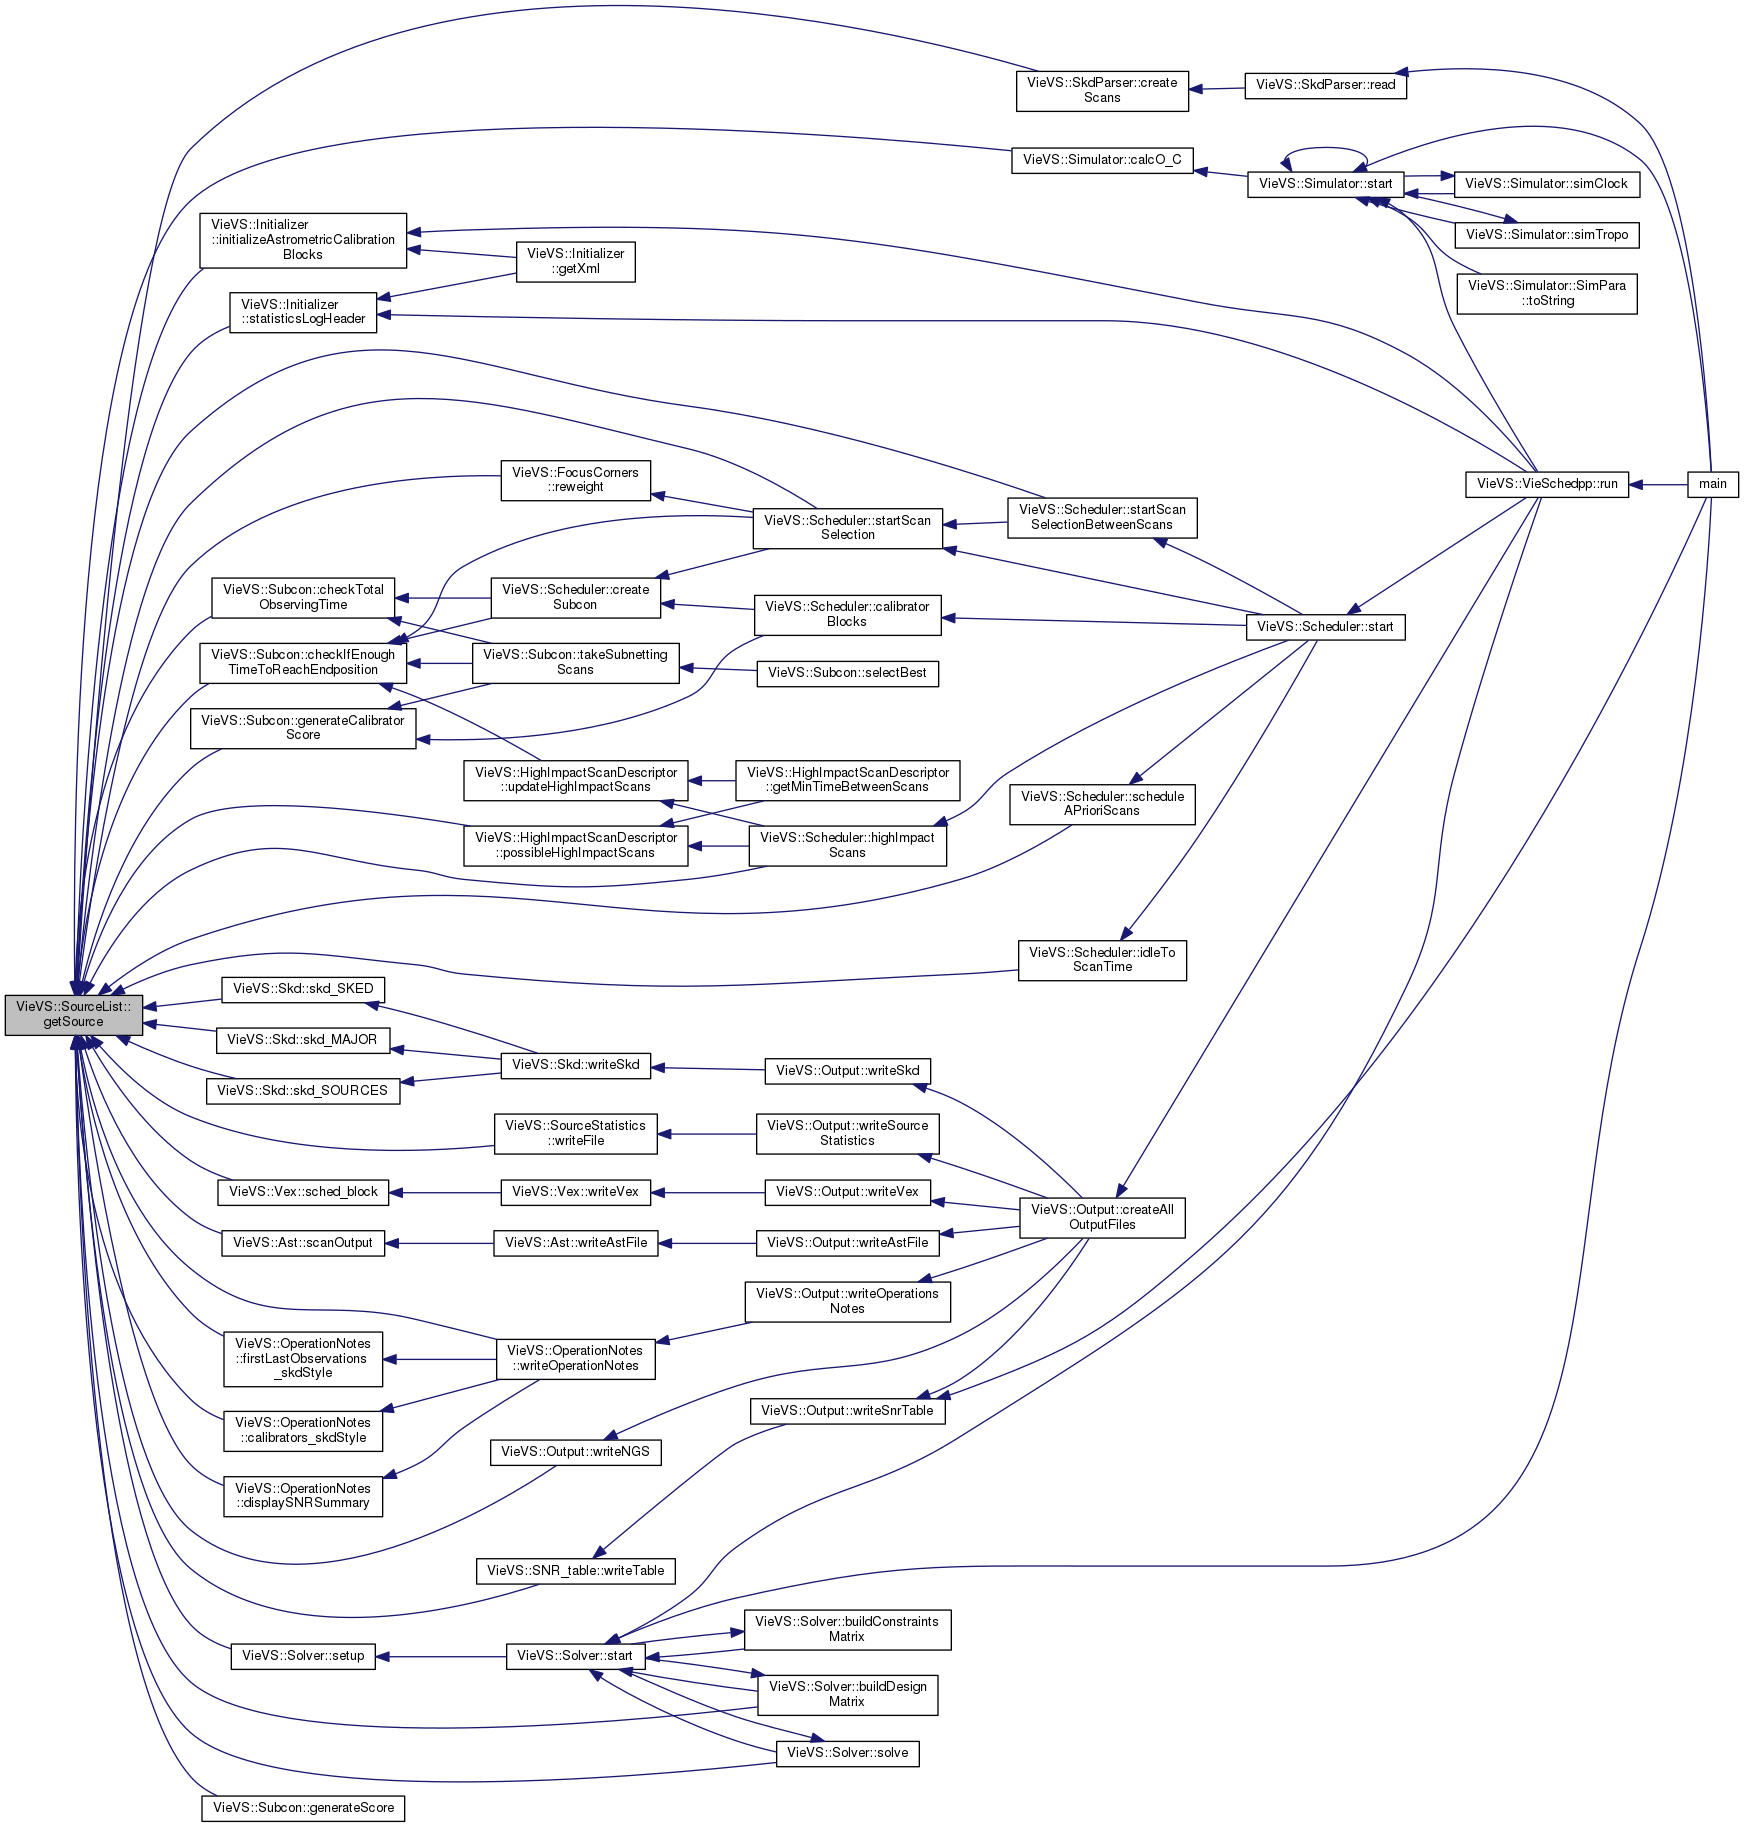 VieVS::SkdParser::create
Scans
VieVS::SkdParser::read
VieVS::Simulator::calcO_C
VieVS::Simulator::start
VieVS::Simulator::simClock
VieVS::Simulator::simTropo
VieVS::Simulator::SimPara
::toString
VieVS::Initializer
::initializeAstrometricCalibration
Blocks
VieVS::Initializer
::getXml
VieVS::Initializer
::statisticsLogHeader
VieVS::FocusCorners
::reweight
VieVS::Scheduler::startScan
Selection
VieVS::Scheduler::startScan
SelectionBetweenScans
VieVS::VieSchedpp::run
main
VieVS::Subcon::checkTotal
ObservingTime
VieVS::Scheduler::create
Subcon
VieVS::Scheduler::calibrator
Blocks
VieVS::Scheduler::start
VieVS::Subcon::checkIfEnough
TimeToReachEndposition
VieVS::Subcon::takeSubnetting
Scans
VieVS::Subcon::selectBest
VieVS::Subcon::generateCalibrator
Score
VieVS::HighImpactScanDescriptor
::updateHighImpactScans
VieVS::HighImpactScanDescriptor
::getMinTimeBetweenScans
VieVS::Scheduler::schedule
APrioriScans
VieVS::HighImpactScanDescriptor
::possibleHighImpactScans
VieVS::Scheduler::highImpact
Scans
VieVS::Scheduler::idleTo
ScanTime
VieVS::SourceList::
getSource
VieVS::Skd::skd_SKED
VieVS::Skd::skd_MAJOR
VieVS::Skd::skd_SOURCES
VieVS::Skd::writeSkd
VieVS::Output::writeSkd
VieVS::SourceStatistics
::writeFile
VieVS::Output::writeSource
Statistics
VieVS::Vex::sched_block
VieVS::Vex::writeVex
VieVS::Output::writeVex
VieVS::Output::createAll
OutputFiles
VieVS::Ast::scanOutput
VieVS::Ast::writeAstFile
VieVS::Output::writeAstFile
VieVS::Output::writeOperations
Notes
VieVS::OperationNotes
::firstLastObservations
_skdStyle
VieVS::OperationNotes
::writeOperationNotes
VieVS::OperationNotes
::calibrators_skdStyle
VieVS::Output::writeSnrTable
VieVS::Output::writeNGS
VieVS::OperationNotes
::displaySNRSummary
VieVS::SNR_table::writeTable
VieVS::Solver::setup
VieVS::Solver::start
VieVS::Solver::buildConstraints
Matrix
VieVS::Solver::buildDesign
Matrix
VieVS::Solver::solve
VieVS::Subcon::generateScore